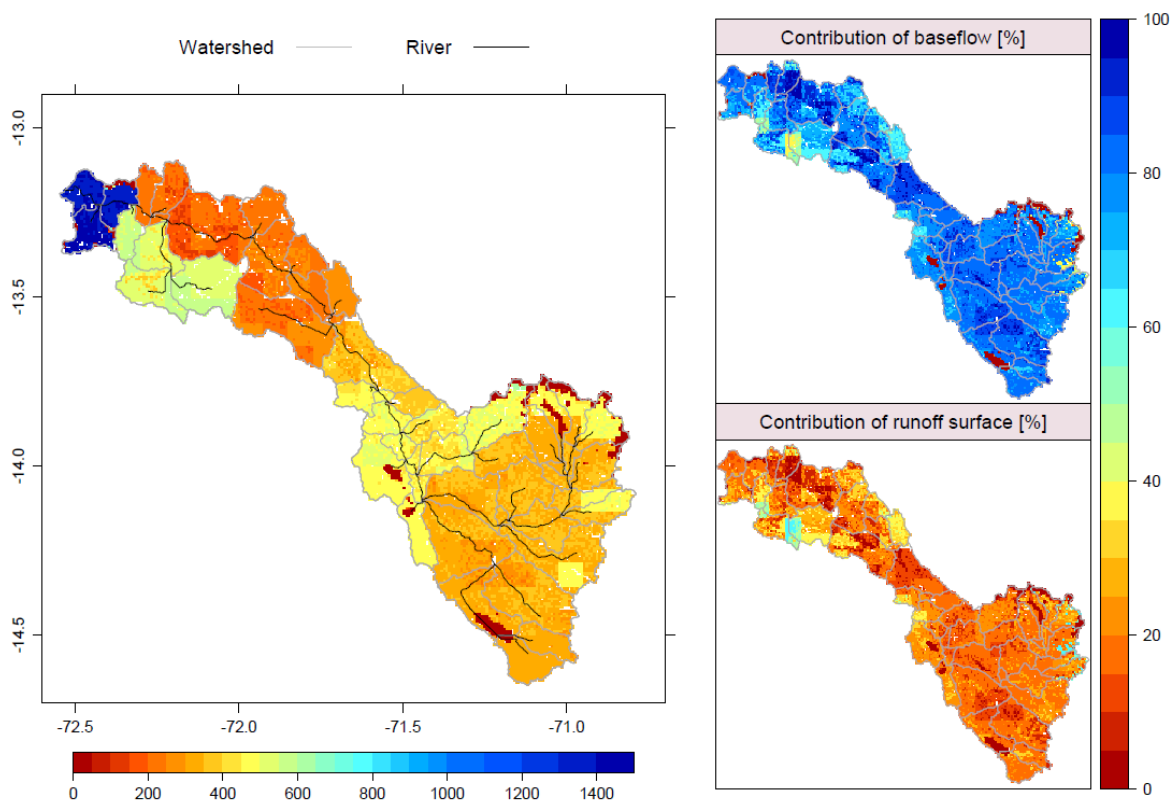 Watershed River
-13.0
-13.5
-14.0
-14.5
-72.5 -72.0 -71.5 -71.0
0 200 400 600 800 1000 1200 1400
Contribution of baseflow [%]
Contribution of runoff surface [%]
100
80
60
40
20
0